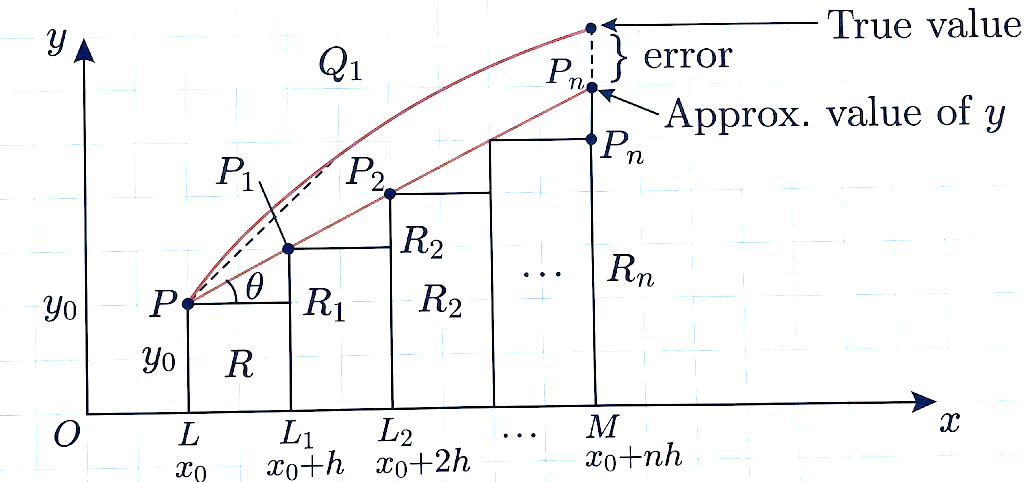 y
True value
Q₁
} error
Pₙ
Approx. value of y
P₁
P₂
Pₙ
R₂
θ
… Rₙ
y₀
P
R₁
R₂
y₀
R
O
L
L₁
L₂
…
M
x
x₀
x₀+h
x₀+2h
x₀+nh